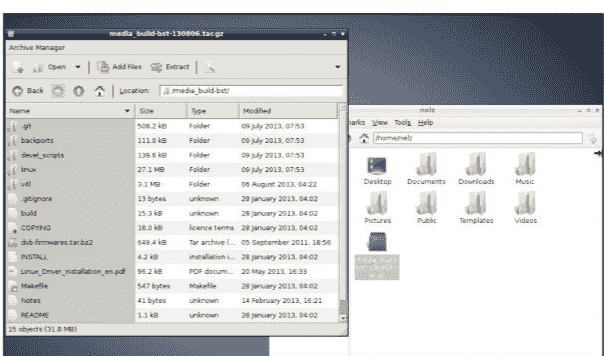 media_build-bst-130806.tar.gz
Archive Manager
Open Add Files Extract
Back Location: /media_build-bst/
Name Size Type Modified
.git 508.2 kB Folder 09 July 2013, 07:53
backports 111.0 kB Folder 09 July 2013, 07:53
devel_scripts 139.6 kB Folder 09 July 2013, 07:53
linux 27.1 MB Folder 09 July 2013, 07:53
v4l 3.1 MB Folder 06 August 2013, 04:22
.gitignore 13 bytes unknown 28 January 2013, 04:02
build 15.3 kB unknown 28 January 2013, 04:02
COPYING 18.0 kB licence terms 28 January 2013, 04:02
dvb-firmwares.tar.bz2 649.4 kB Tar archive (... 05 September 2011, 18:56
INSTALL 4.2 kB installation i... 28 January 2013, 04:02
Linux_Driver_installation_en.pdf 96.2 kB PDF docum... 20 May 2013, 16:33
Makefile 547 bytes Makefile 28 January 2013, 04:02
Notes 41 bytes unknown 14 February 2013, 16:21
README 1.1 kB unknown 28 January 2013, 04:02
15 objects (31.8 MB)
nelz
marks View Tools Help
/home/nelz
Desktop Documents Downloads Music
Pictures Public Templates Videos
media_build